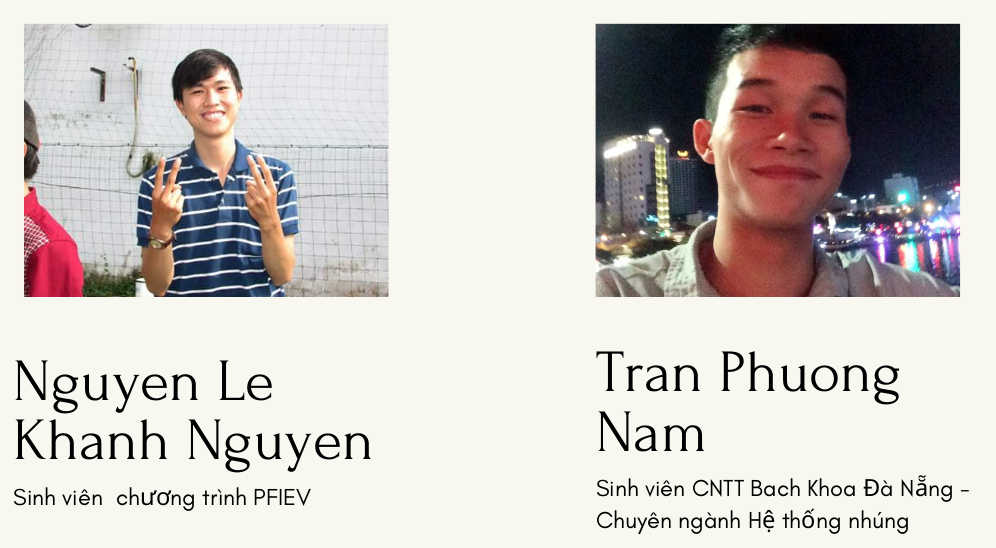 Nguyen Le
Khanh Nguyen
Sinh viên chương trình PFIEV
Tran Phuong
Nam
Sinh viên CNTT Bach Khoa Đà Nẵng -
Chuyên ngành Hệ thống nhúng